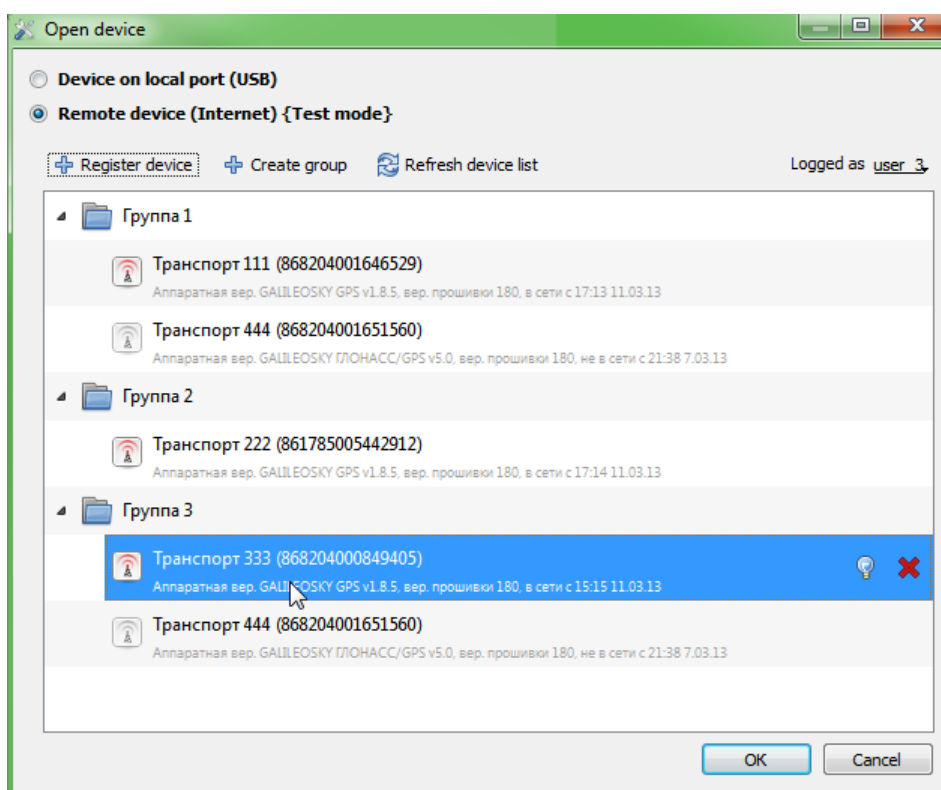 Open device
Device on local port (USB)
Remote device (Internet) {Test mode}
Register device Create group Refresh device list Logged as user_3
Группа 1
Транспорт 111 (868204001646529)
Аппаратная вер. GALILEOSKY GPS v1.8.5, вер. прошивки 180, в сети с 17:13 11.03.13
Транспорт 444 (868204001651560)
Аппаратная вер. GALILEOSKY ГЛОНАСС/GPS v5.0, вер. прошивки 180, не в сети с 21:38 7.03.13
Группа 2
Транспорт 222 (861785005442912)
Аппаратная вер. GALILEOSKY GPS v1.8.5, вер. прошивки 180, в сети с 17:14 11.03.13
Группа 3
Транспорт 333 (868204000849405)
Аппаратная вер. GALILEOSKY GPS v1.8.5, вер. прошивки 180, в сети с 15:15 11.03.13
Транспорт 444 (868204001651560)
Аппаратная вер. GALILEOSKY ГЛОНАСС/GPS v5.0, вер. прошивки 180, не в сети с 21:38 7.03.13
OK Cancel